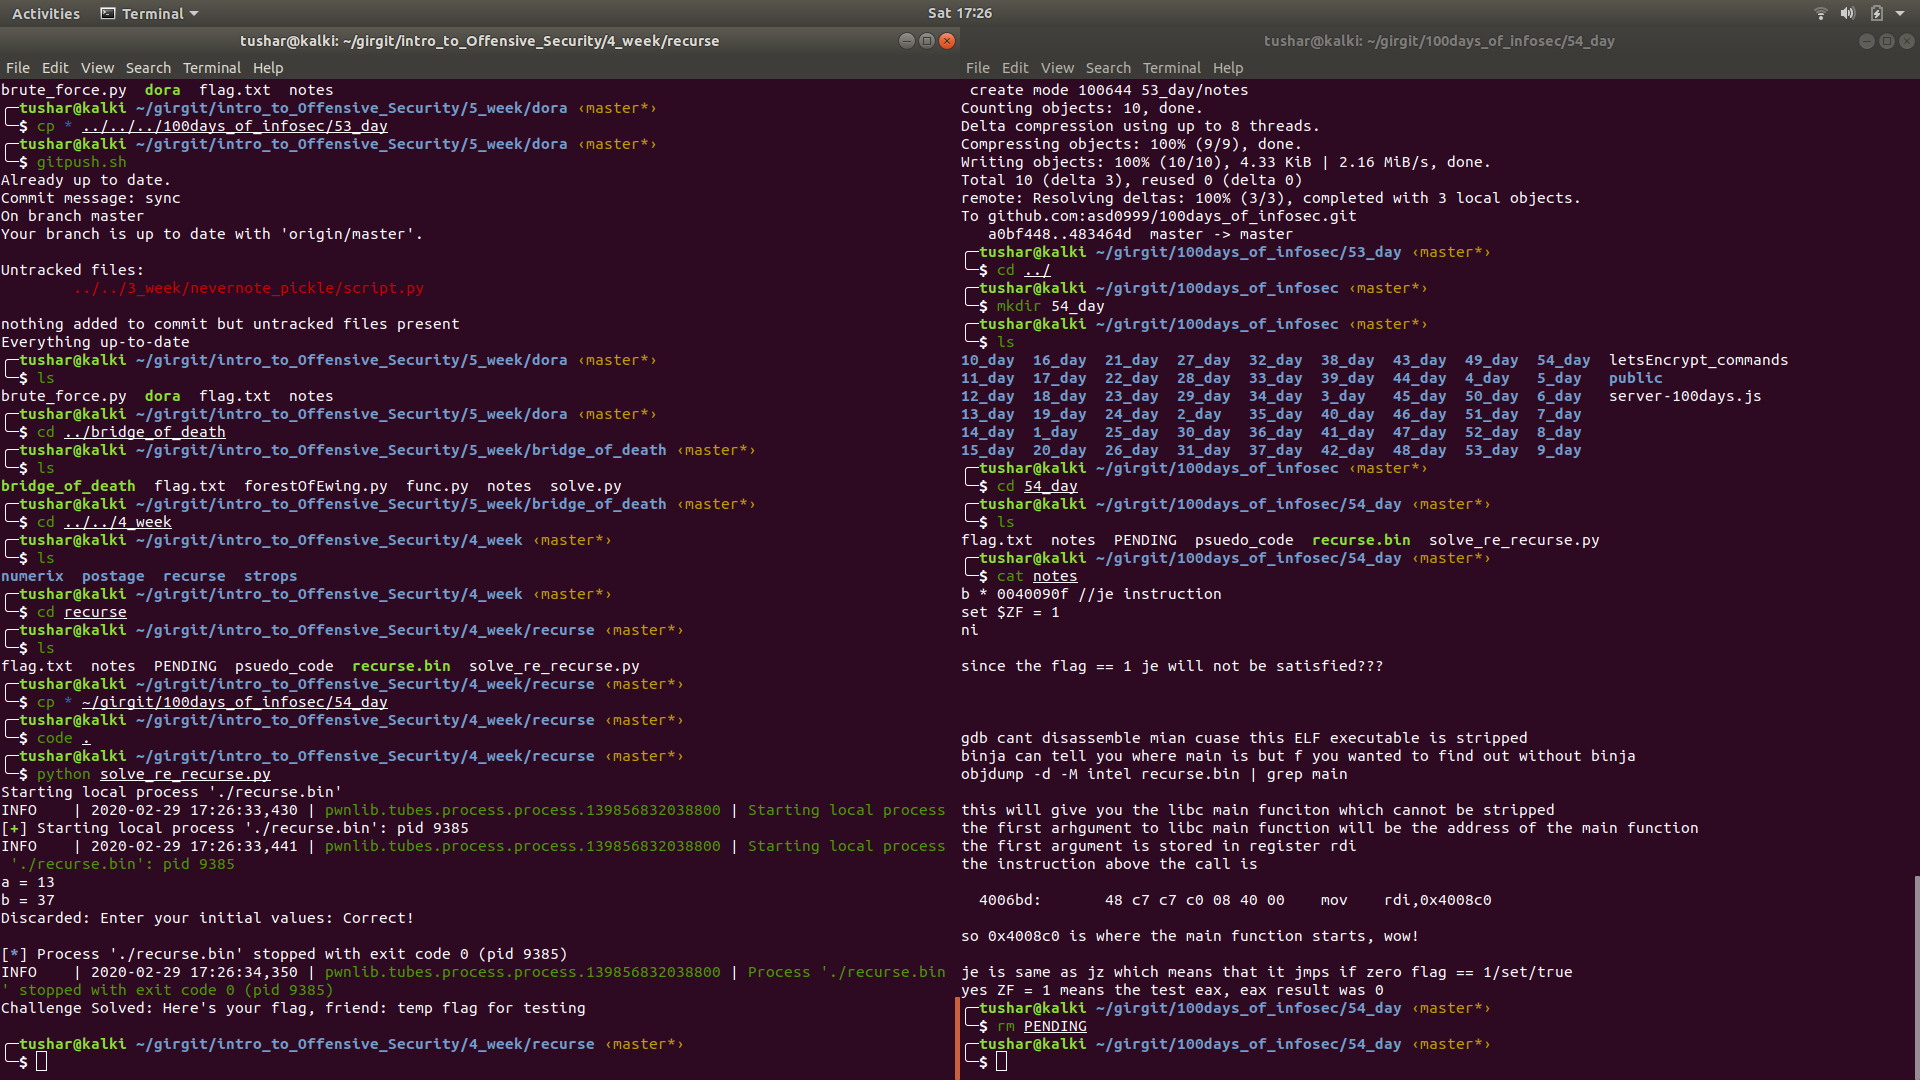 Activities Terminal Sat 17:26
tushar@kalki: ~/girgit/intro_to_Offensive_Security/4_week/recurse
File Edit View Search Terminal Help
brute_force.py  dora  flag.txt  notes
tushar@kalki ~/girgit/intro_to_Offensive_Security/5_week/dora ‹master*›
$ cp * ../../../100days_of_infosec/53_day
tushar@kalki ~/girgit/intro_to_Offensive_Security/5_week/dora ‹master*›
$ gitpush.sh
Already up to date.
Commit message: sync
On branch master
Your branch is up to date with 'origin/master'.
Untracked files:
../../3_week/nevernote_pickle/script.py
nothing added to commit but untracked files present
Everything up-to-date
tushar@kalki ~/girgit/intro_to_Offensive_Security/5_week/dora ‹master*›
$ ls
brute_force.py  dora  flag.txt  notes
tushar@kalki ~/girgit/intro_to_Offensive_Security/5_week/dora ‹master*›
$ cd ../bridge_of_death
tushar@kalki ~/girgit/intro_to_Offensive_Security/5_week/bridge_of_death ‹master*›
$ ls
bridge_of_death  flag.txt  forestOfEwing.py  func.py  notes  solve.py
tushar@kalki ~/girgit/intro_to_Offensive_Security/5_week/bridge_of_death ‹master*›
$ cd ../../4_week
tushar@kalki ~/girgit/intro_to_Offensive_Security/4_week ‹master*›
$ ls
numerix  postage  recurse  strops
tushar@kalki ~/girgit/intro_to_Offensive_Security/4_week ‹master*›
$ cd recurse
tushar@kalki ~/girgit/intro_to_Offensive_Security/4_week/recurse ‹master*›
$ ls
flag.txt  notes  PENDING  psuedo_code  recurse.bin  solve_re_recurse.py
tushar@kalki ~/girgit/intro_to_Offensive_Security/4_week/recurse ‹master*›
$ cp * ~/girgit/100days_of_infosec/54_day
tushar@kalki ~/girgit/intro_to_Offensive_Security/4_week/recurse ‹master*›
$ code .
tushar@kalki ~/girgit/intro_to_Offensive_Security/4_week/recurse ‹master*›
$ python solve_re_recurse.py
Starting local process './recurse.bin'
INFO    | 2020-02-29 17:26:33,430 | pwnlib.tubes.process.process.139856832038800 | Starting local process
[+] Starting local process './recurse.bin': pid 9385
INFO    | 2020-02-29 17:26:33,441 | pwnlib.tubes.process.process.139856832038800 | Starting local process
'./recurse.bin': pid 9385
a = 13
b = 37
Discarded: Enter your initial values: Correct!
[*] Process './recurse.bin' stopped with exit code 0 (pid 9385)
INFO    | 2020-02-29 17:26:34,350 | pwnlib.tubes.process.process.139856832038800 | Process './recurse.bin
' stopped with exit code 0 (pid 9385)
Challenge Solved: Here's your flag, friend: temp flag for testing
tushar@kalki ~/girgit/intro_to_Offensive_Security/4_week/recurse ‹master*›
$
tushar@kalki: ~/girgit/100days_of_infosec/54_day
File Edit View Search Terminal Help
create mode 100644 53_day/notes
Counting objects: 10, done.
Delta compression using up to 8 threads.
Compressing objects: 100% (9/9), done.
Writing objects: 100% (10/10), 4.33 KiB | 2.16 MiB/s, done.
Total 10 (delta 3), reused 0 (delta 0)
remote: Resolving deltas: 100% (3/3), completed with 3 local objects.
To github.com:asd0999/100days_of_infosec.git
a0bf448..483464d  master -> master
tushar@kalki ~/girgit/100days_of_infosec/53_day ‹master*›
$ cd ../
tushar@kalki ~/girgit/100days_of_infosec ‹master*›
$ mkdir 54_day
tushar@kalki ~/girgit/100days_of_infosec ‹master*›
$ ls
10_day  16_day  21_day  27_day  32_day  38_day  43_day  49_day  54_day  letsEncrypt_commands
11_day  17_day  22_day  28_day  33_day  39_day  44_day  4_day  5_day  public
12_day  18_day  23_day  29_day  34_day  3_day  45_day  50_day  6_day  server-100days.js
13_day  19_day  24_day  2_day  35_day  40_day  46_day  51_day  7_day
14_day  1_day  25_day  30_day  36_day  41_day  47_day  52_day  8_day
15_day  20_day  26_day  31_day  37_day  42_day  48_day  53_day  9_day
tushar@kalki ~/girgit/100days_of_infosec ‹master*›
$ cd 54_day
tushar@kalki ~/girgit/100days_of_infosec/54_day ‹master*›
$ ls
flag.txt  notes  PENDING  psuedo_code  recurse.bin  solve_re_recurse.py
tushar@kalki ~/girgit/100days_of_infosec/54_day ‹master*›
$ cat notes
b * 0040090f //je instruction
set $ZF = 1
ni
since the flag == 1 je will not be satisfied???
gdb cant disassemble mian cuase this ELF executable is stripped
binja can tell you where main is but f you wanted to find out without binja
objdump -d -M intel recurse.bin | grep main
this will give you the libc main funciton which cannot be stripped
the first arhgument to libc main function will be the address of the main function
the first argument is stored in register rdi
the instruction above the call is
4006bd:       48 c7 c7 c0 08 40 00    mov    rdi,0x4008c0
so 0x4008c0 is where the main function starts, wow!
je is same as jz which means that it jmps if zero flag == 1/set/true
yes ZF = 1 means the test eax, eax result was 0
tushar@kalki ~/girgit/100days_of_infosec/54_day ‹master*›
$ rm PENDING
tushar@kalki ~/girgit/100days_of_infosec/54_day ‹master*›
$